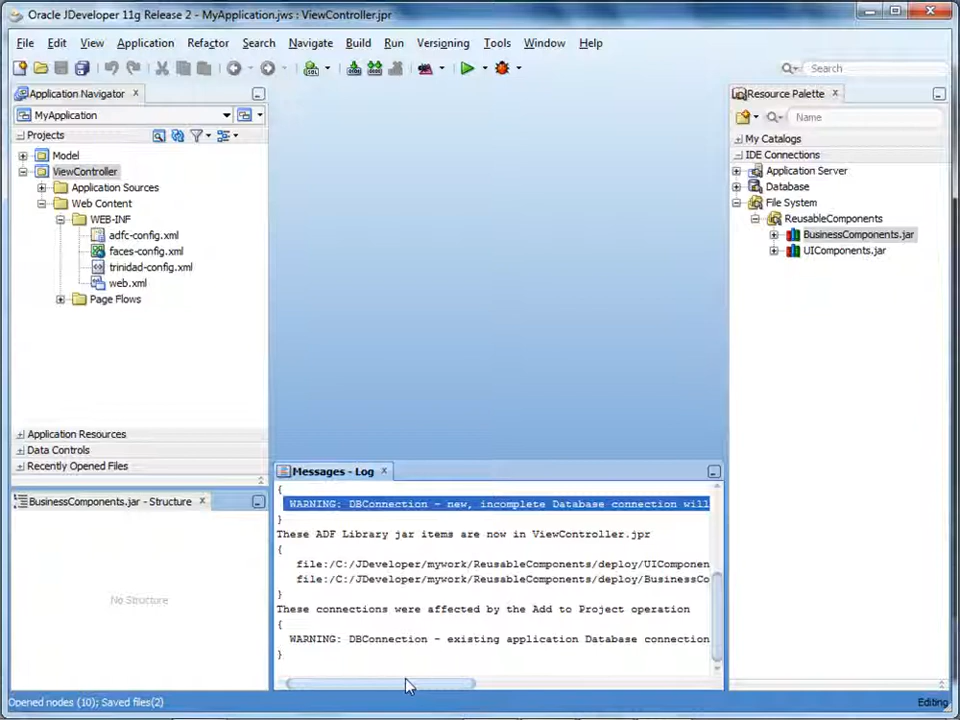 Oracle JDeveloper 11g Release 2 - MyApplication.jws : ViewController.jpr
File Edit View Application Refactor Search Navigate Build Run Versioning Tools Window Help
Search
Application Navigator
MyApplication
Projects
Model
ViewController
Application Sources
Web Content
WEB-INF
adfc-config.xml
faces-config.xml
trinidad-config.xml
web.xml
Page Flows
Application Resources
Data Controls
Recently Opened Files
BusinessComponents.jar - Structure
No Structure
Messages - Log
{
WARNING: DBConnection - new, incomplete Database connection will
}
These ADF Library jar items are now in ViewController.jpr
{
file:/C:/JDeveloper/mywork/ReusableComponents/deploy/UIComponen
file:/C:/JDeveloper/mywork/ReusableComponents/deploy/BusinessCo
}
These connections were affected by the Add to Project operation
{
WARNING: DBConnection - existing application Database connection
}
Resource Palette
Name
My Catalogs
IDE Connections
Application Server
Database
File System
ReusableComponents
BusinessComponents.jar
UIComponents.jar
Opened nodes (10); Saved files(2)
Editing